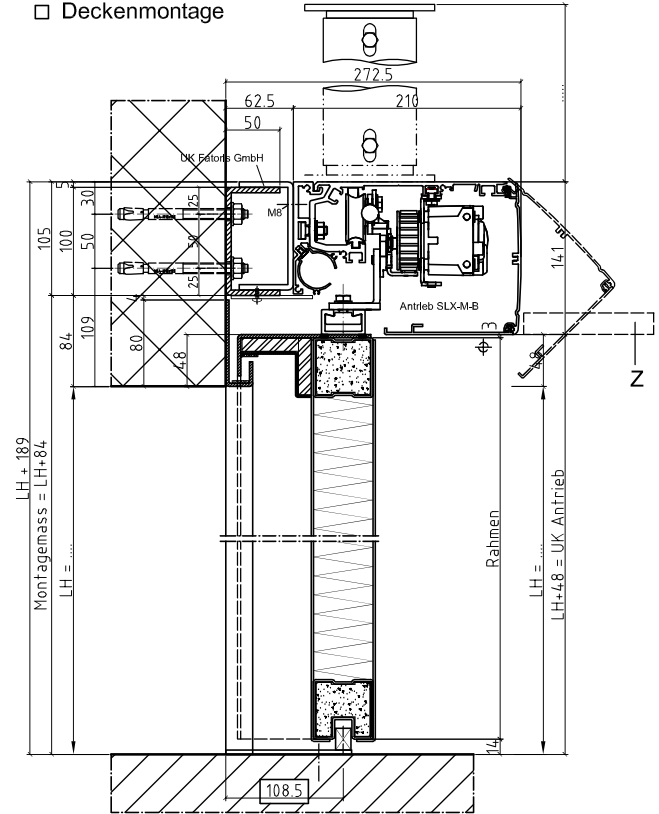 □ Deckenmontage
272.5
62.5
210
50
UK Fatoris GmbH
M8
5
30
25
105
100
50
50
25
141
4
Antrieb SLX-M-B
3
84
109
80
48
48
Z
LH + 189
Montagemass = LH+84
LH = ....
Rahmen
LH = ....
LH+48 = UK Antrieb
14
108.5